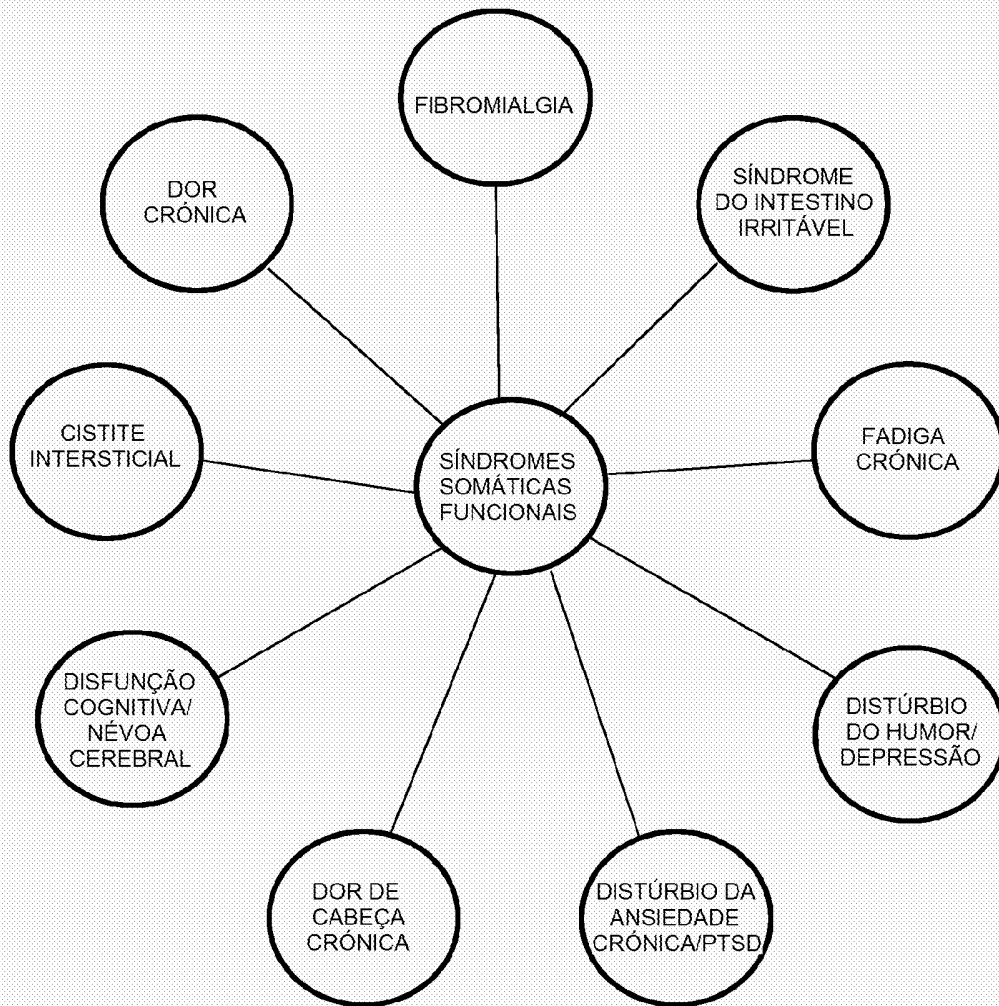 FIBROMIALGIA
DOR
CRÓNICA
SÍNDROME
DO INTESTINO
IRRITÁVEL
CISTITE
INTERSTICIAL
SÍNDROMES
SOMÁTICAS
FUNCIONAIS
FADIGA
CRÓNICA
DISFUNÇÃO
COGNITIVA/
NÉVOA
CEREBRAL
DISTÚRBIO
DO HUMOR/
DEPRESSÃO
DOR DE
CABEÇA
CRÓNICA
DISTÚRBIO DA
ANSIEDADE
CRÓNICA/PTSD